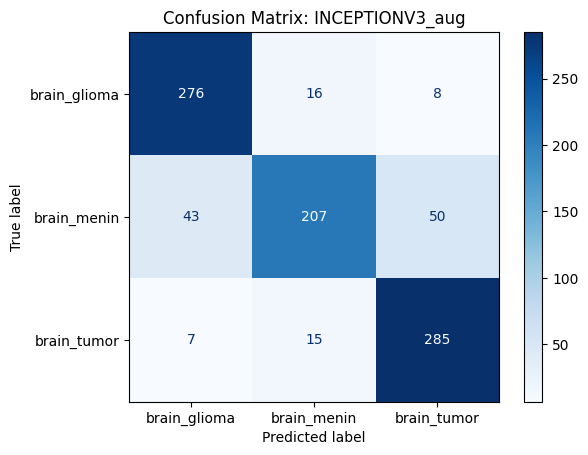 Confusion Matrix: INCEPTIONV3_aug
brain_glioma 276 16 8
brain_menin 43 207 50
brain_tumor 7 15 285
brain_glioma brain_menin brain_tumor
Predicted label
True label
250
200
150
100
50